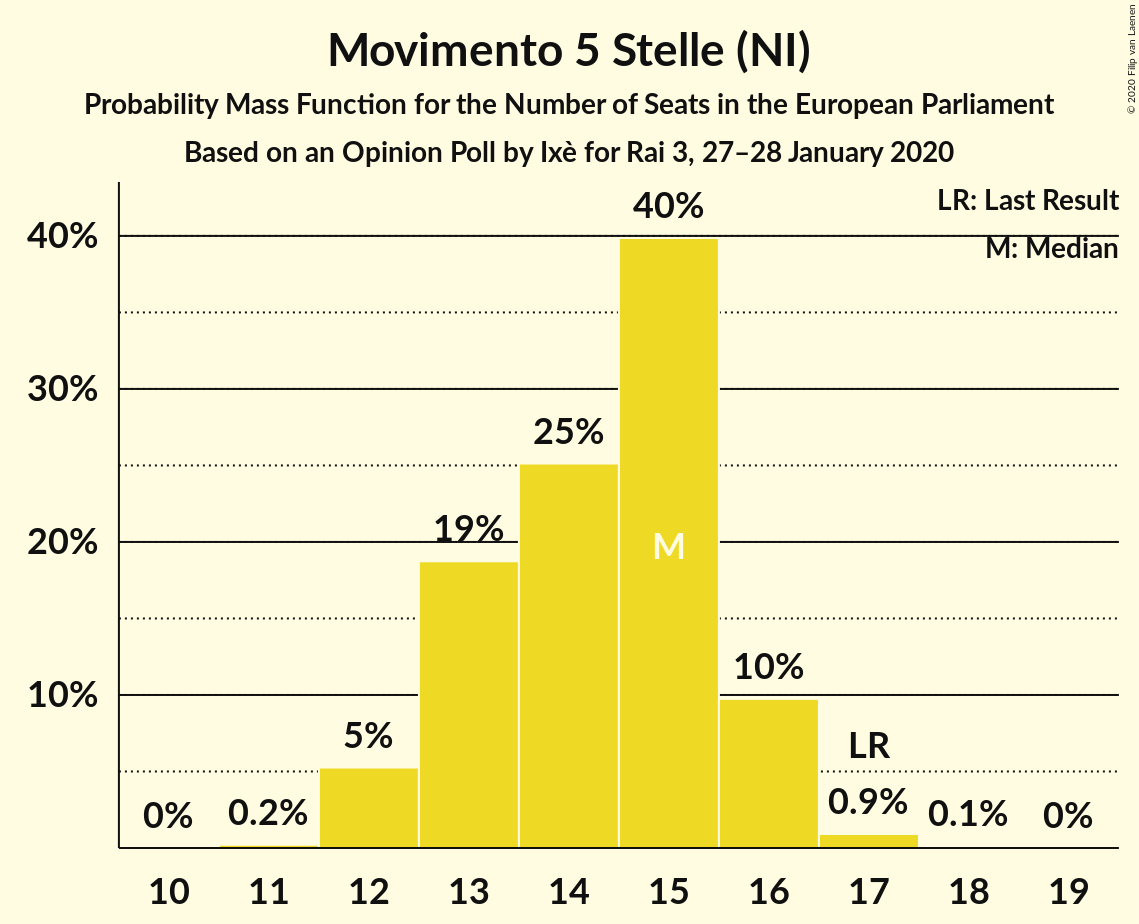 Movimento 5 Stelle (NI)
Probability Mass Function for the Number of Seats in the European Parliament
Based on an Opinion Poll by Ixè for Rai 3, 27–28 January 2020
© 2020 Filip van Laenen
LR: Last Result
M: Median
40%
30%
20%
10%
0%
0.2%
5%
19%
25%
40%
M
10%
LR
0.9%
0.1%
0%
10 11 12 13 14 15 16 17 18 19